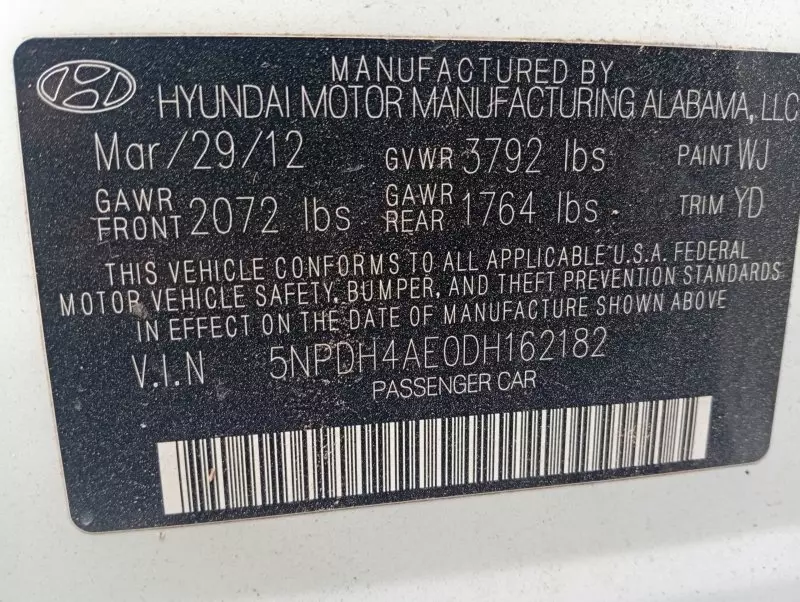 MANUFACTURED BY
HYUNDAI MOTOR MANUFACTURING ALABAMA, LLC
Mar/29/12 GVWR 3792 lbs PAINT WJ
GAWR FRONT 2072 lbs GAWR REAR 1764 lbs TRIM YD
THIS VEHICLE CONFORMS TO ALL APPLICABLE U.S.A. FEDERAL
MOTOR VEHICLE SAFETY, BUMPER, AND THEFT PREVENTION STANDARDS
IN EFFECT ON THE DATE OF MANUFACTURE SHOWN ABOVE
V.I.N 5NPDH4AE0DH162182
PASSENGER CAR